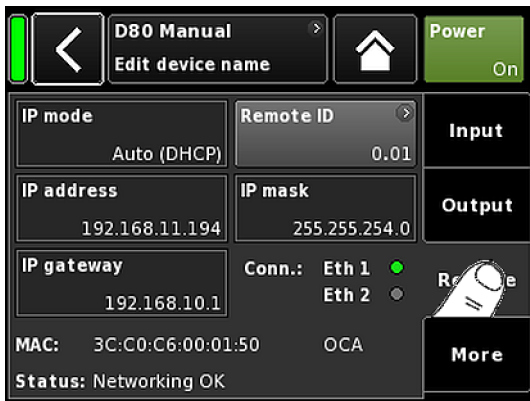 D80 Manual
Edit device name
Power
On
IP mode
Auto (DHCP)
Remote ID
0.01
Input
IP address
192.168.11.194
IP mask
255.255.254.0
Output
IP gateway
192.168.10.1
Conn.: Eth 1
Eth 2
MAC: 3C:C0:C6:00:01:50 OCA
Status: Networking OK
More